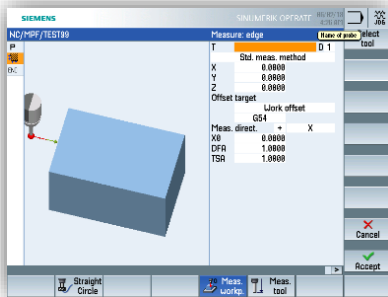 SIEMENS
SINUMERIK OPERATE
JOG
NC/MPF/TEST99
Measure: edge
Name of probe
Select tool
P
T D 1
Std. meas. method
X 0.0000
Y 0.0000
Z 0.0000
Offset target
Work offset
G54
Meas. direct. + X
X0 0.0000
DFA 1.0000
TSA 1.0000
Cancel
Accept
Straight Circle
Meas. workp.
Meas. tool